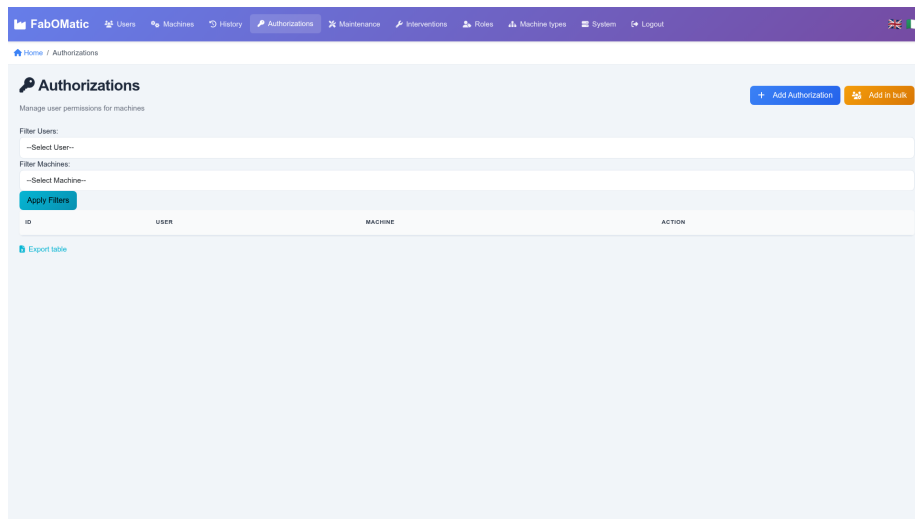 FabOMatic Users Machines History Authorizations Maintenance Interventions Roles Machine types System Logout
Home / Authorizations
Authorizations
Manage user permissions for machines
+ Add Authorization Add in bulk
Filter Users:
--Select User--
Filter Machines:
--Select Machine--
Apply Filters
ID USER MACHINE ACTION
Export table